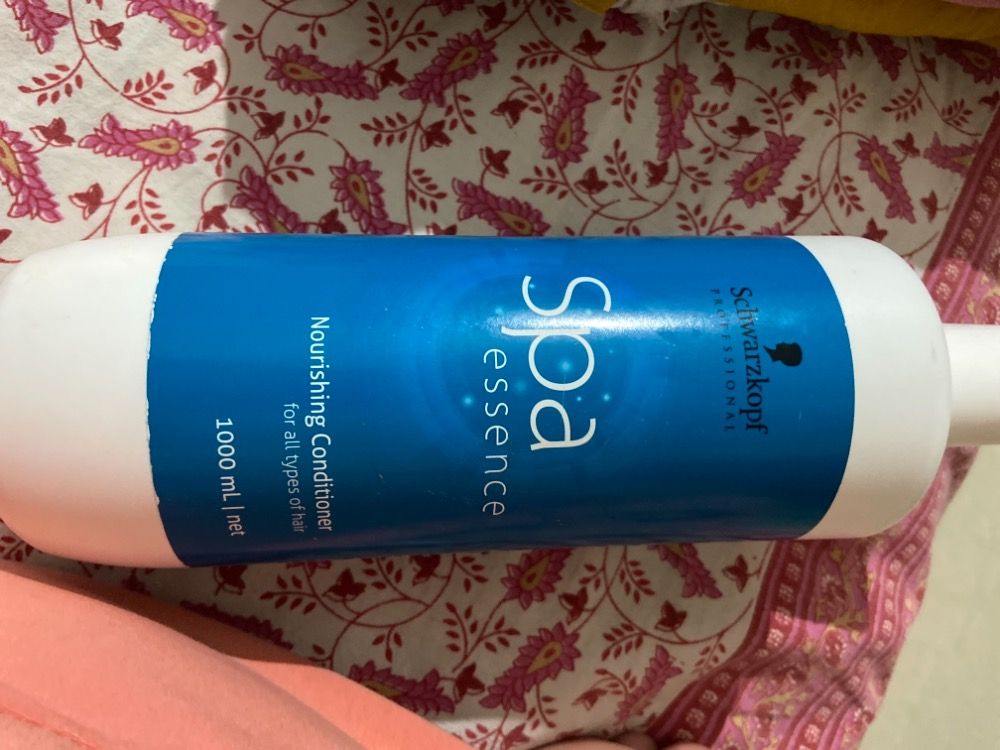 Schwarzkopf
PROFESSIONAL
Spa
essence
Nourishing Conditioner
for all types of hair
1000 mL | net